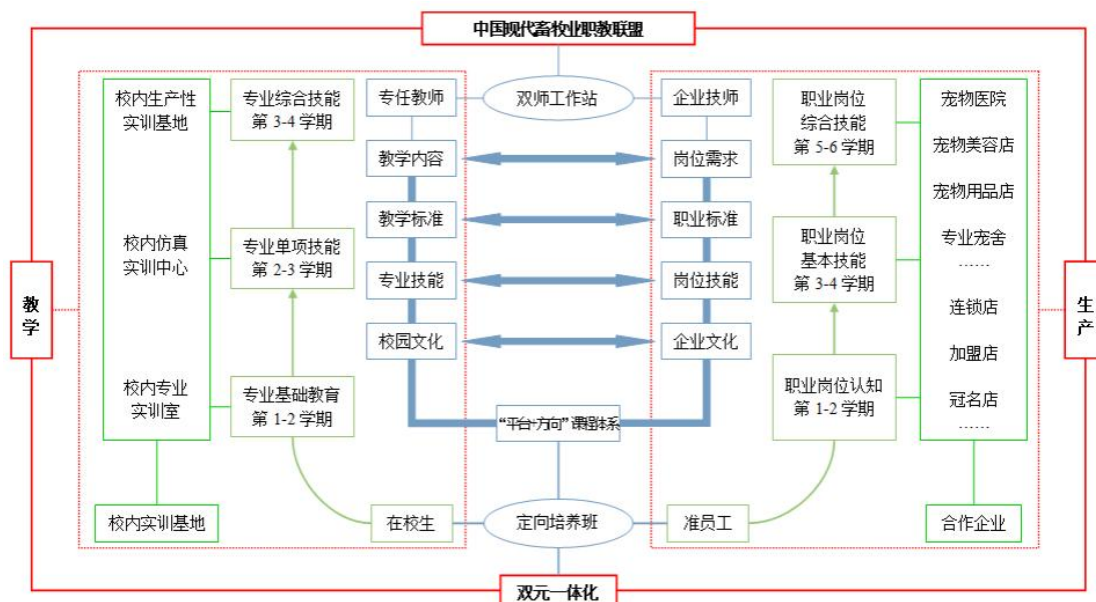 中国现代畜牧业职教联盟
校内生产性
实训基地
专业综合技能
第 3-4 学期
专任教师
双师工作站
企业技师
职业岗位
综合技能
第 5-6 学期
宠物医院
宠物美容店
教学内容
岗位需求
宠物用品店
校内仿真
实训中心
专业单项技能
第 2-3 学期
教学标准
职业标准
职业岗位
基本技能
第 3-4 学期
专业宠舍
……
教
学
专业技能
岗位技能
连锁店
生
产
校园文化
企业文化
加盟店
校内专业
实训室
专业基础教育
第 1-2 学期
职业岗位认知
第 1-2 学期
冠名店
……
“平台+方向”课程体系
校内实训基地
在校生
定向培养班
准员工
合作企业
双元一体化